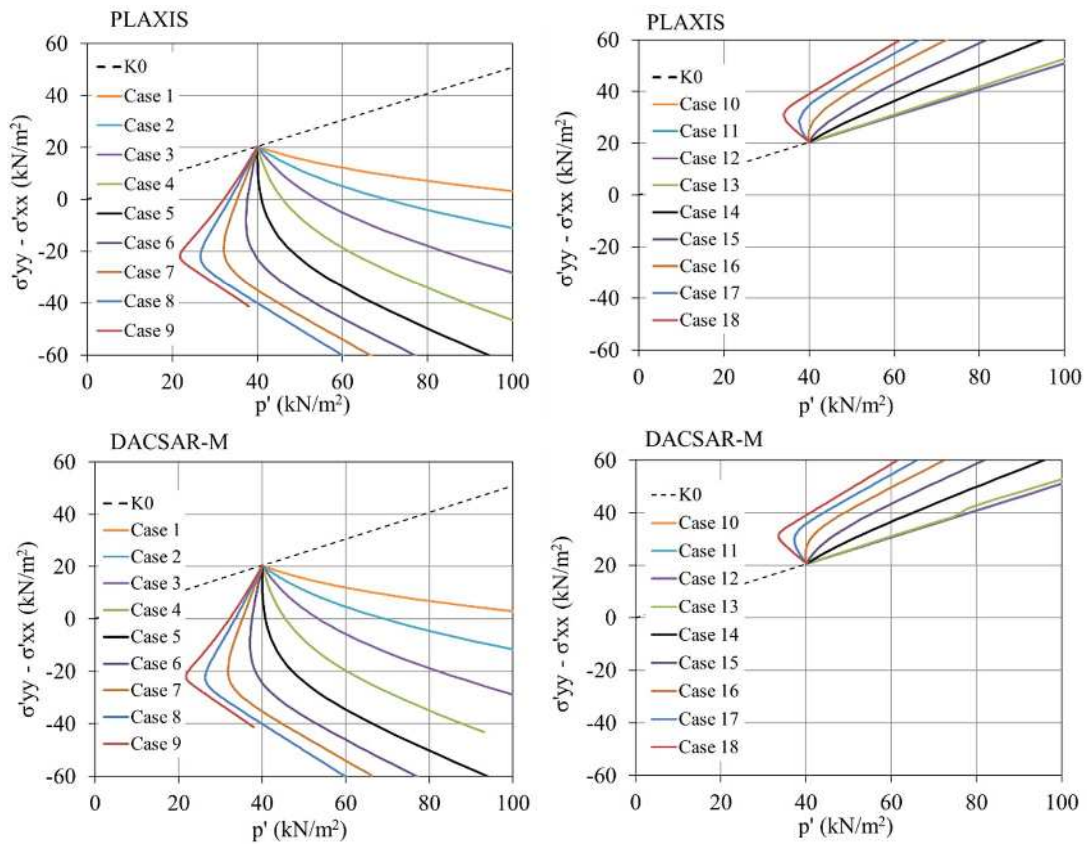 PLAXIS
60
40
20
0
-20
-40
-60
σ'yy - σ'xx (kN/m²)
K0
Case 1
Case 2
Case 3
Case 4
Case 5
Case 6
Case 7
Case 8
Case 9
0 20 40 60 80 100
p' (kN/m²)
PLAXIS
60
40
20
0
-20
-40
-60
σ'yy - σ'xx (kN/m²)
K0
Case 10
Case 11
Case 12
Case 13
Case 14
Case 15
Case 16
Case 17
Case 18
0 20 40 60 80 100
p' (kN/m²)
DACSAR-M
60
40
20
0
-20
-40
-60
σ'yy - σ'xx (kN/m²)
K0
Case 1
Case 2
Case 3
Case 4
Case 5
Case 6
Case 7
Case 8
Case 9
0 20 40 60 80 100
p' (kN/m²)
DACSAR-M
60
40
20
0
-20
-40
-60
σ'yy - σ'xx (kN/m²)
K0
Case 10
Case 11
Case 12
Case 13
Case 14
Case 15
Case 16
Case 17
Case 18
0 20 40 60 80 100
p' (kN/m²)